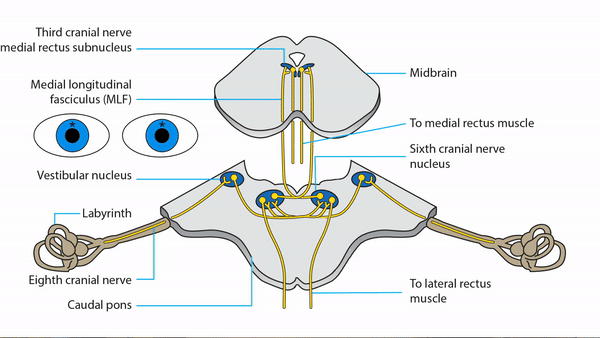 Third cranial nerve
medial rectus subnucleus
Medial longitudinal
fasciculus (MLF)
Vestibular nucleus
Labyrinth
Eighth cranial nerve
Caudal pons
Midbrain
To medial rectus muscle
Sixth cranial nerve
nucleus
To lateral rectus
muscle